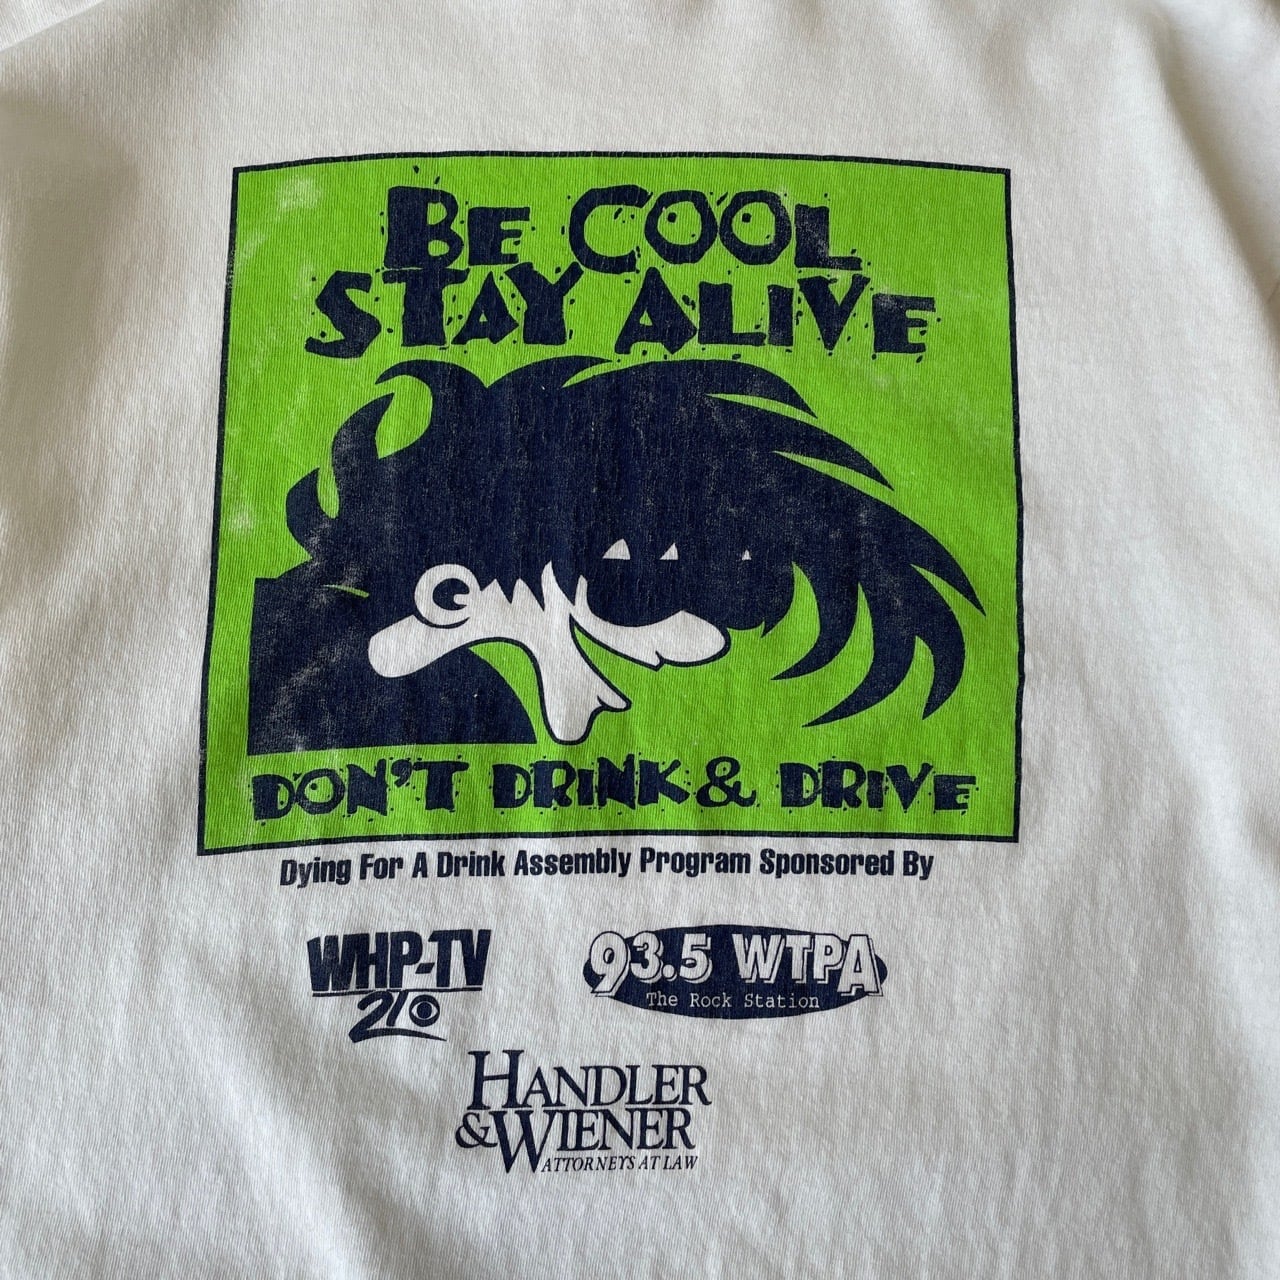 BE COOL
STAY ALIVE
DON'T DRINK & DRIVE
Dying For A Drink Assembly Program Sponsored By
WHP-TV
21
93.5 WTPA
The Rock Station
HANDLER
& WIENER
ATTORNEYS AT LAW